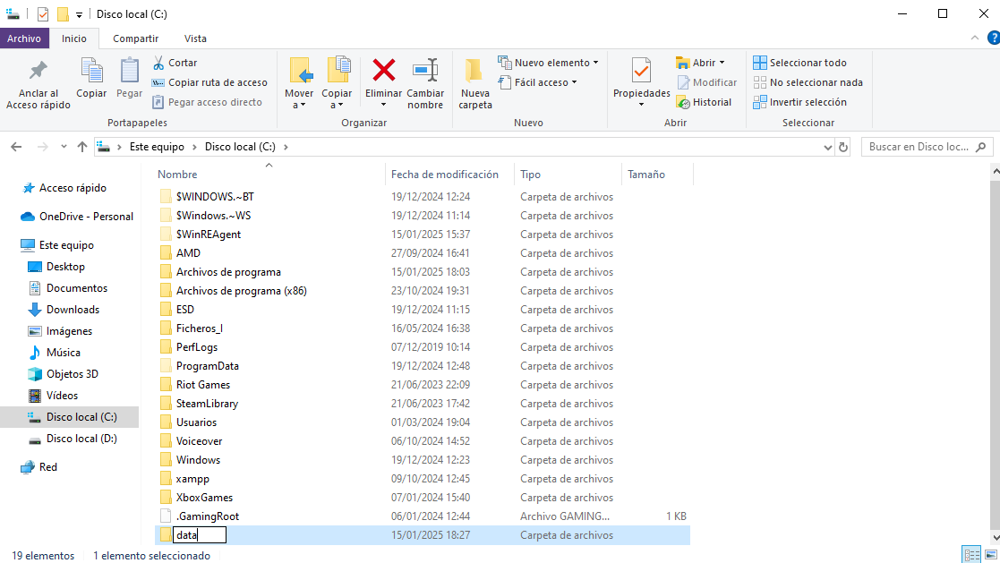 Disco local (C:)
Archivo Inicio Compartir Vista
Anclar al Acceso rápido
Copiar
Pegar
Cortar
Copiar ruta de acceso
Pegar acceso directo
Portapapeles
Mover a
Copiar a
Eliminar
Cambiar nombre
Organizar
Nueva carpeta
Nuevo elemento
Fácil acceso
Nuevo
Propiedades
Abrir
Modificar
Historial
Abrir
Seleccionar todo
No seleccionar nada
Invertir selección
Seleccionar
Este equipo > Disco local (C:) >
Buscar en Disco loc...
Acceso rápido
OneDrive - Personal
Este equipo
Desktop
Documentos
Downloads
Imágenes
Música
Objetos 3D
Vídeos
Disco local (C:)
Disco local (D:)
Red
Nombre Fecha de modificación Tipo Tamaño
$WINDOWS.~BT 19/12/2024 12:24 Carpeta de archivos
$Windows.~WS 19/12/2024 11:14 Carpeta de archivos
$WinREAgent 15/01/2025 15:37 Carpeta de archivos
AMD 27/09/2024 16:41 Carpeta de archivos
Archivos de programa 15/01/2025 18:03 Carpeta de archivos
Archivos de programa (x86) 23/10/2024 19:31 Carpeta de archivos
ESD 19/12/2024 11:15 Carpeta de archivos
Ficheros_I 16/05/2024 16:38 Carpeta de archivos
PerfLogs 07/12/2019 10:14 Carpeta de archivos
ProgramData 19/12/2024 12:48 Carpeta de archivos
Riot Games 21/06/2023 22:09 Carpeta de archivos
SteamLibrary 21/06/2023 17:42 Carpeta de archivos
Usuarios 01/03/2024 19:04 Carpeta de archivos
Voiceover 06/10/2024 14:52 Carpeta de archivos
Windows 19/12/2024 12:23 Carpeta de archivos
xampp 09/10/2024 12:45 Carpeta de archivos
XboxGames 07/01/2024 15:40 Carpeta de archivos
.GamingRoot 06/01/2024 12:44 Archivo GAMING... 1 KB
data 15/01/2025 18:27 Carpeta de archivos
19 elementos 1 elemento seleccionado